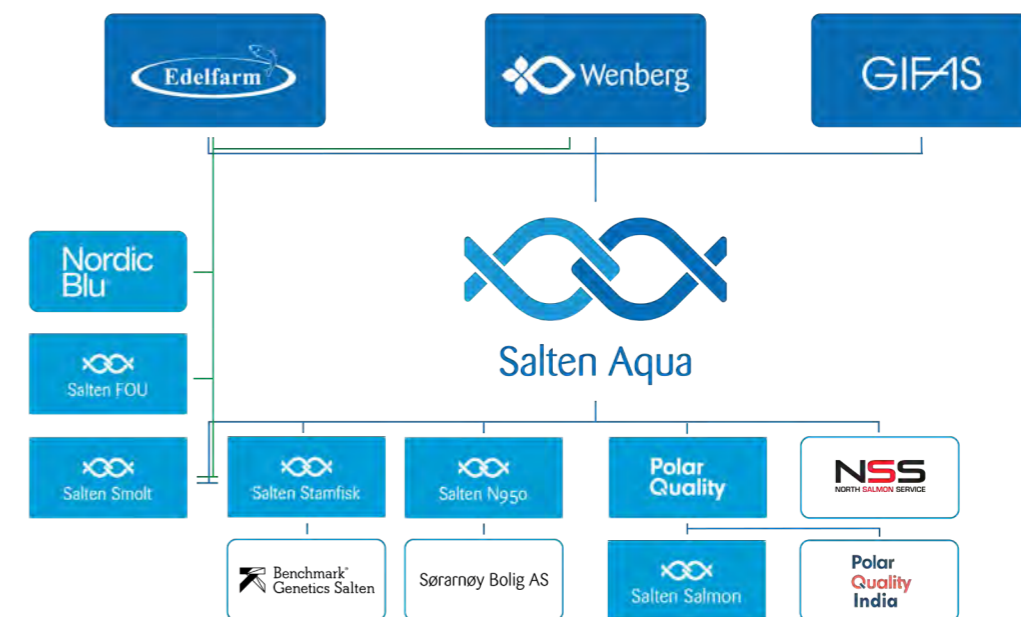 Edelfarm
Wenberg
GIFAS
Nordic
Blu
Salten Aqua
Salten FOU
Salten Smolt
Salten Stamfisk
Salten N950
Polar
Quality
NSS
NORTH SALMON SERVICE
Benchmark
Genetics Salten
Sørarnøy Bolig AS
Salten Salmon
Polar
Quality
India